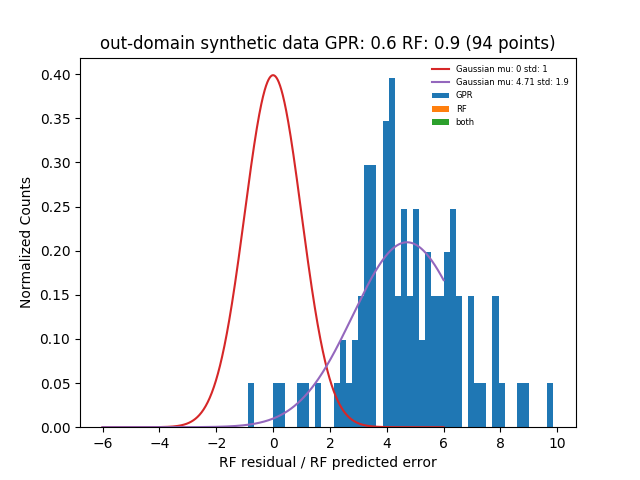 out-domain synthetic data GPR: 0.6 RF: 0.9 (94 points)
Gaussian mu: 0 std: 1
Gaussian mu: 4.71 std: 1.9
GPR
RF
both
Normalized Counts
0.40
0.35
0.30
0.25
0.20
0.15
0.10
0.05
0.00
−6 −4 −2 0 2 4 6 8 10
RF residual / RF predicted error